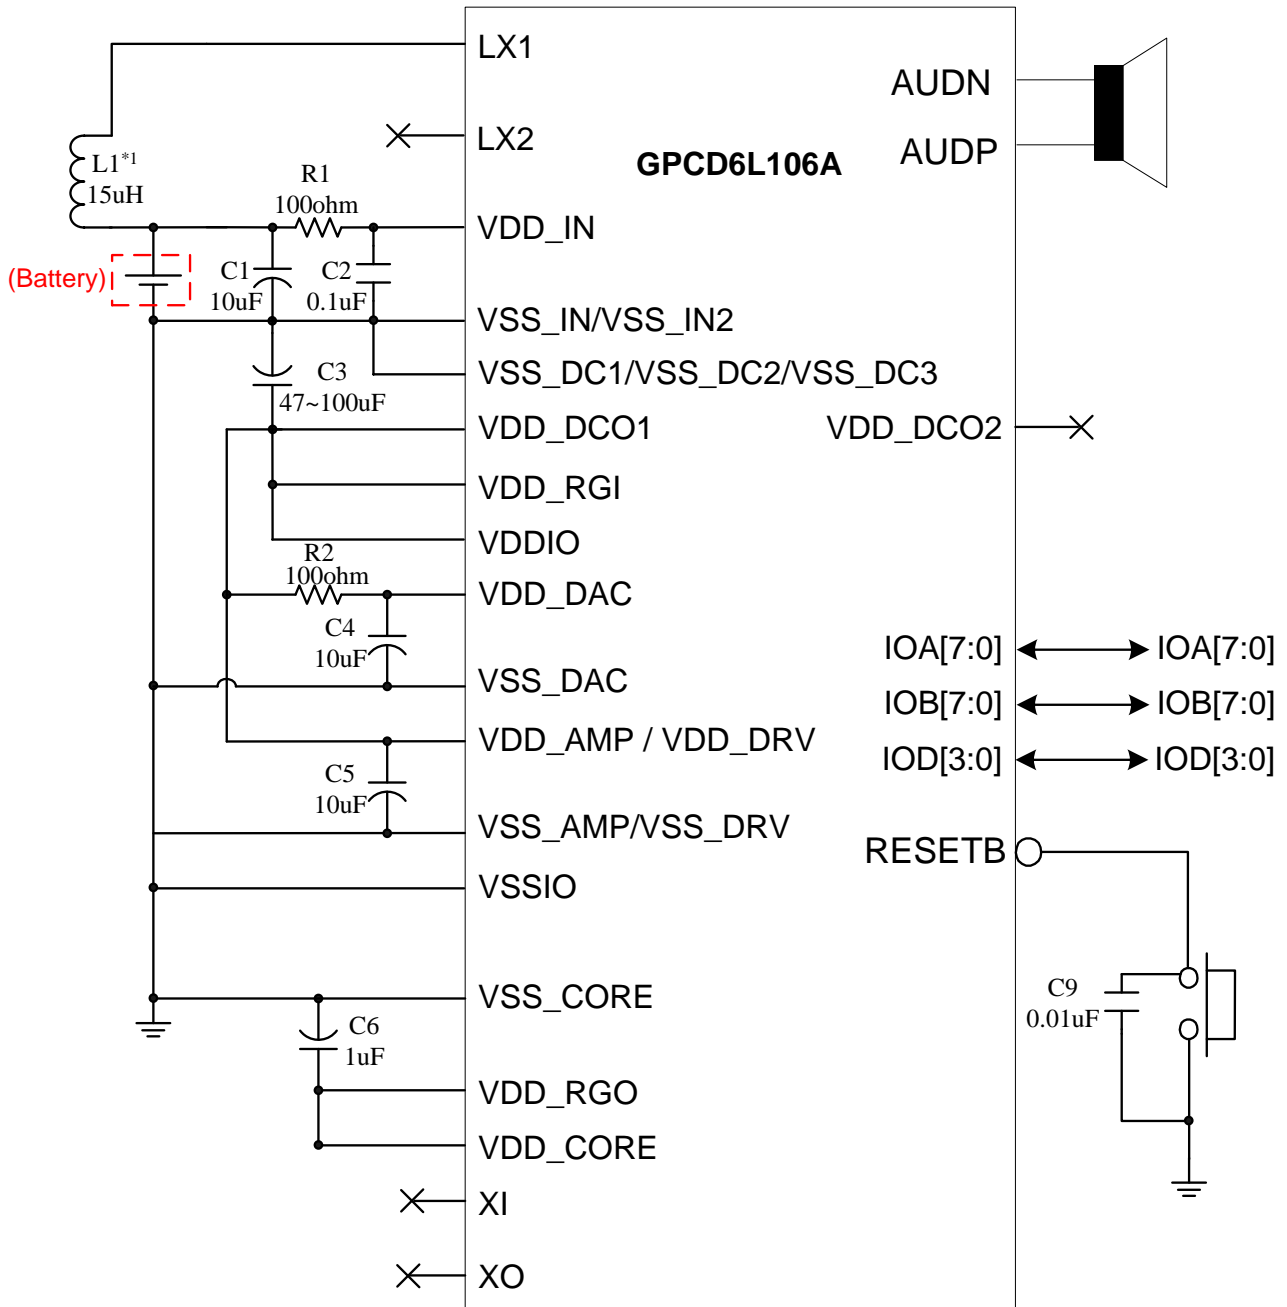 LX1
AUDN
LX2
AUDP
GPCD6L106A
L1*1
15uH
R1
100ohm
VDD_IN
(Battery)
C1
10uF
C2
0.1uF
VSS_IN/VSS_IN2
C3
47~100uF
VSS_DC1/VSS_DC2/VSS_DC3
VDD_DCO1
VDD_DCO2
VDD_RGI
VDDIO
R2
100ohm
VDD_DAC
C4
10uF
IOA[7:0]
IOA[7:0]
VSS_DAC
IOB[7:0]
IOB[7:0]
VDD_AMP / VDD_DRV
IOD[3:0]
IOD[3:0]
C5
10uF
VSS_AMP/VSS_DRV
RESETB
VSSIO
VSS_CORE
C9
0.01uF
C6
1uF
VDD_RGO
VDD_CORE
XI
XO